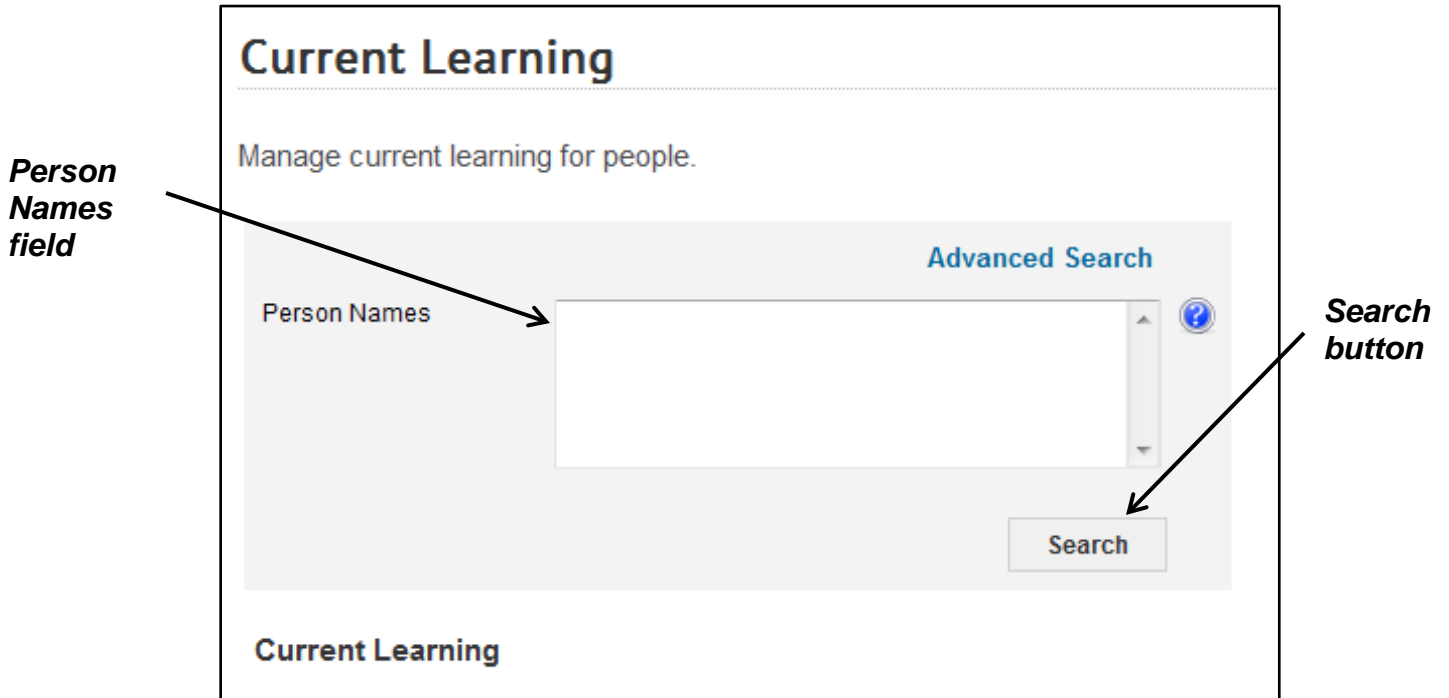 Current Learning
Manage current learning for people.
Person
Names
field
Advanced Search
Person Names
?
Search
button
Search
Current Learning